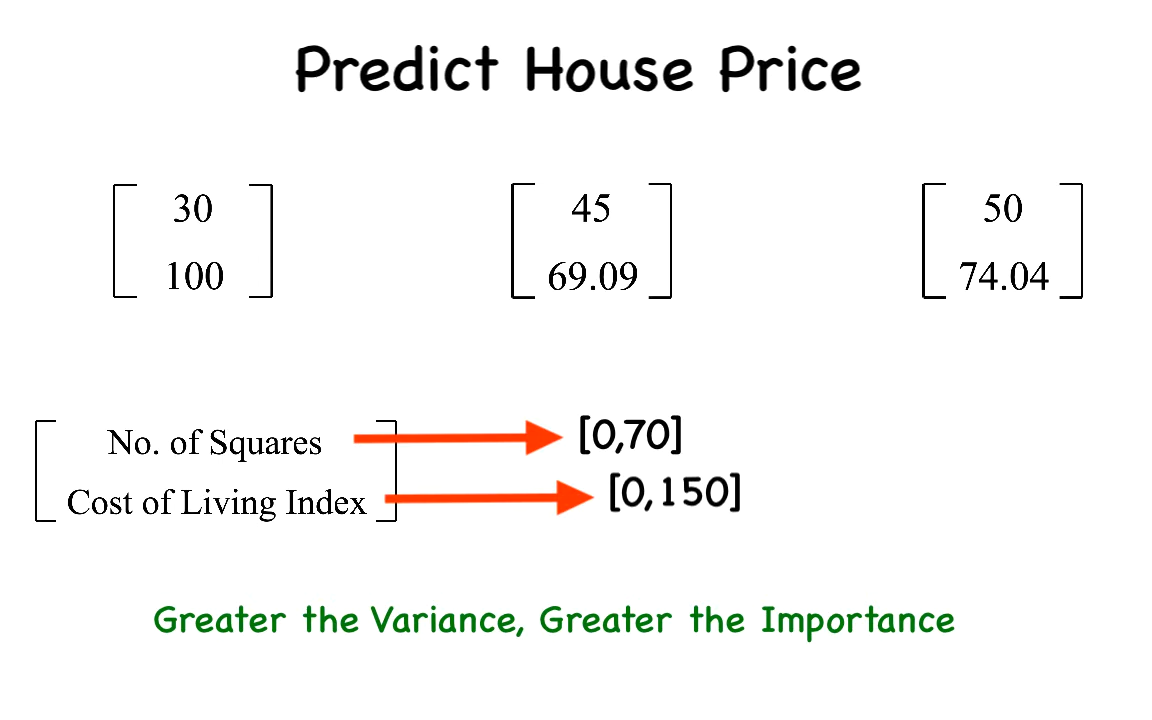 Predict House Price
30 45 50
100 69.09 74.04
No. of Squares [0,70]
Cost of Living Index [0,150]
Greater the Variance, Greater the Importance